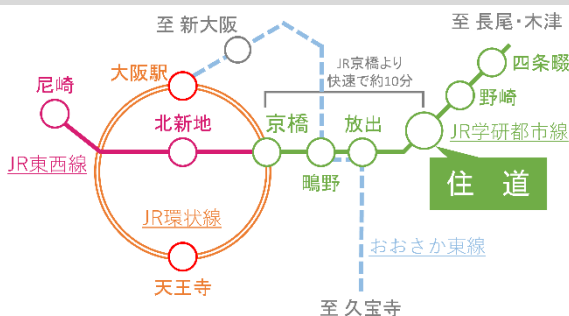 至 新大阪
至 長尾・木津
大阪駅
JR京橋より
快速で約10分
四条畷
尼崎
野崎
北新地
京橋
放出
JR学研都市線
JR東西線
鴫野
住 道
JR環状線
おおさか東線
天王寺
至 久宝寺